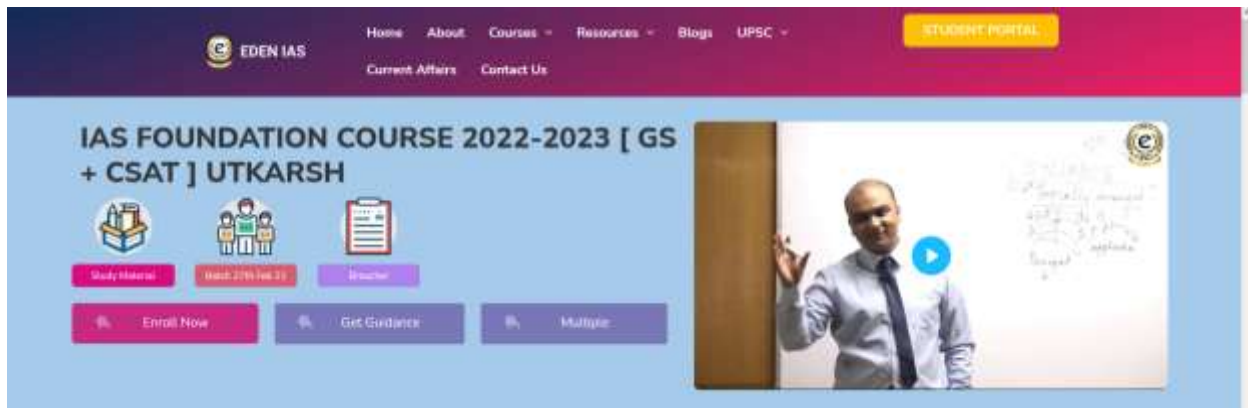 EDEN IAS
Home About Courses Resources Blogs UPSC
Current Affairs Contact Us
STUDENT PORTAL
IAS FOUNDATION COURSE 2022-2023 [ GS
+ CSAT ] UTKARSH
Study Material
Enroll Now Get Guidance Multiple